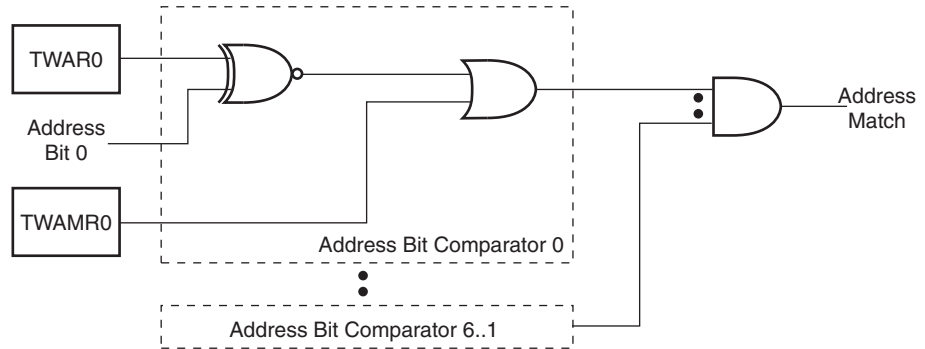 TWAR0
Address
Bit 0
TWAMR0
Address Bit Comparator 0
Address Bit Comparator 6..1
Address
Match